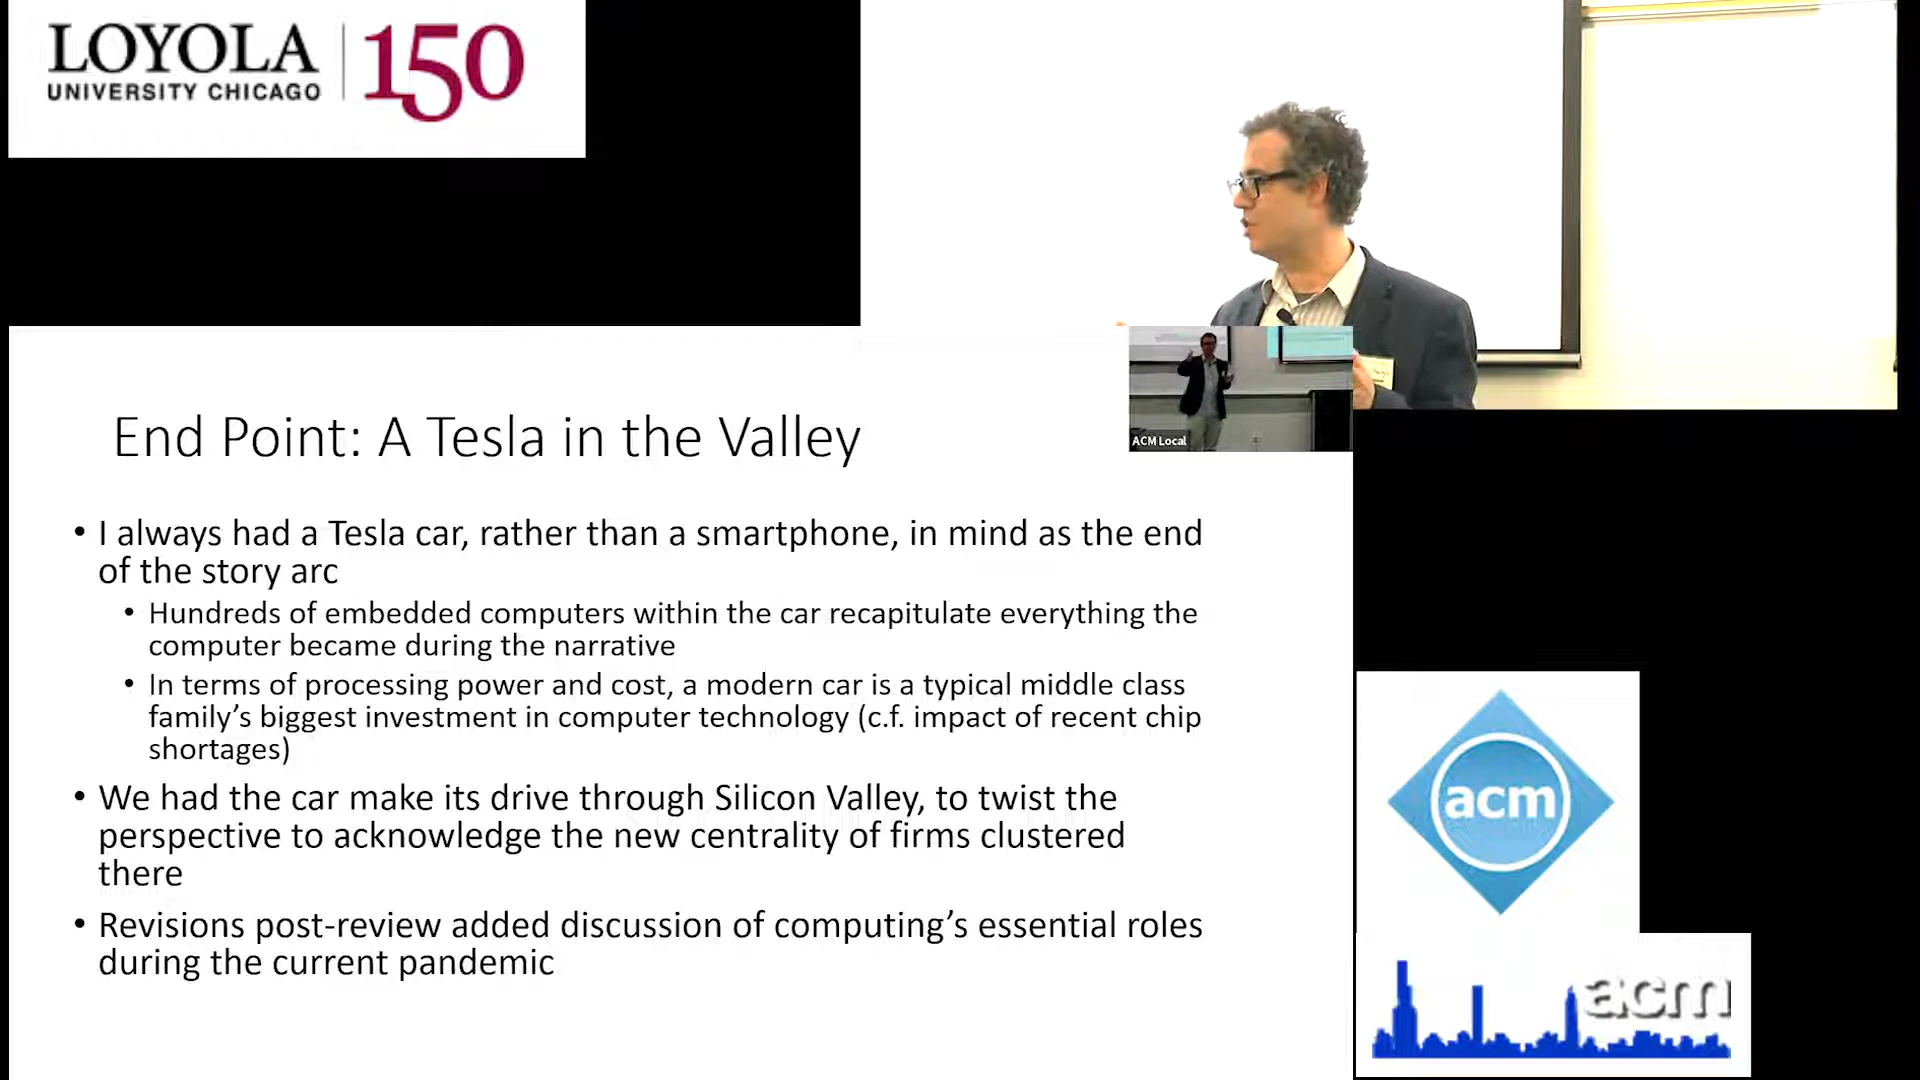 LOYOLA
UNIVERSITY CHICAGO
150
ACM Local
End Point: A Tesla in the Valley
• I always had a Tesla car, rather than a smartphone, in mind as the end
of the story arc
• Hundreds of embedded computers within the car recapitulate everything the
computer became during the narrative
• In terms of processing power and cost, a modern car is a typical middle class
family’s biggest investment in computer technology (c.f. impact of recent chip
shortages)
• We had the car make its drive through Silicon Valley, to twist the
perspective to acknowledge the new centrality of firms clustered
there
• Revisions post-review added discussion of computing’s essential roles
during the current pandemic
acm
acm